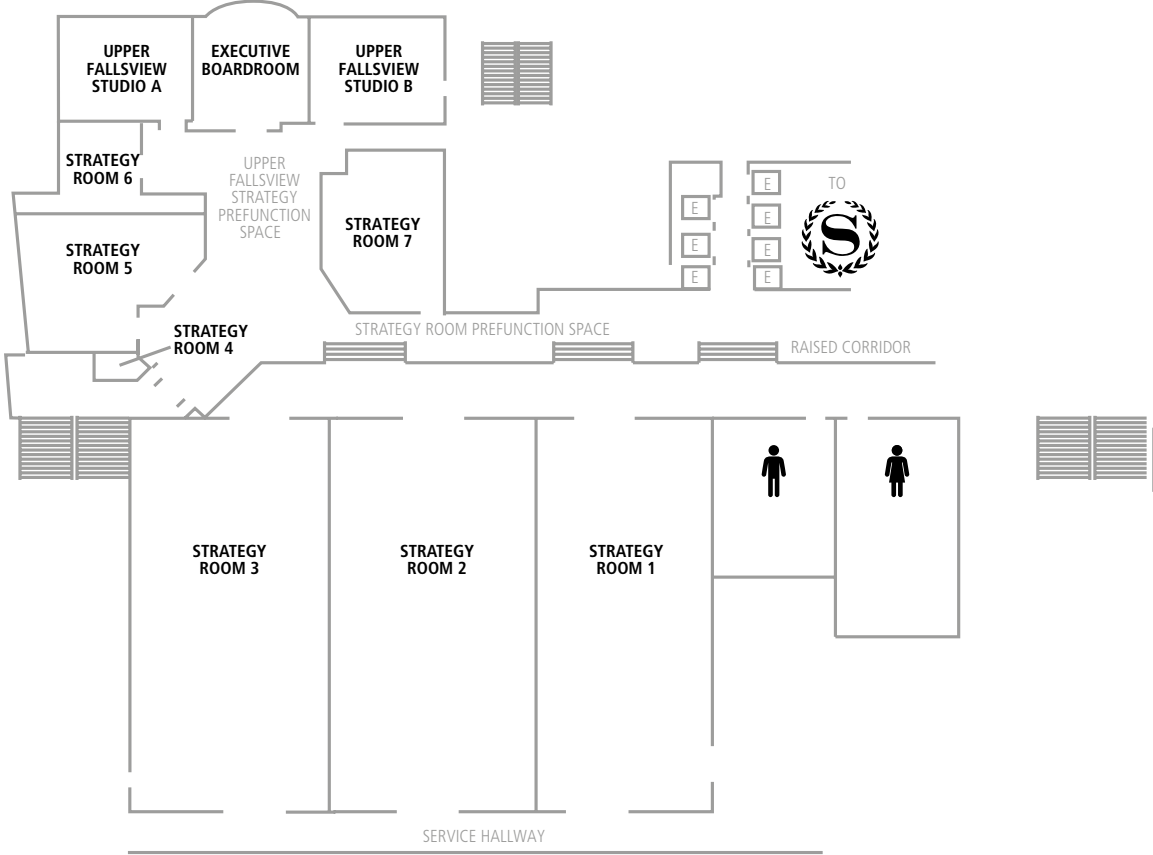 UPPER
FALLSVIEW
STUDIO A
EXECUTIVE
BOARDROOM
UPPER
FALLSVIEW
STUDIO B
STRATEGY
ROOM 6
UPPER
FALLSVIEW
STRATEGY
PREFUNCTION
SPACE
STRATEGY
ROOM 7
STRATEGY
ROOM 5
STRATEGY
ROOM 4
E
E
E
E
E
E
E
TO
S
STRATEGY ROOM PREFUNCTION SPACE
RAISED CORRIDOR
STRATEGY
ROOM 3
STRATEGY
ROOM 2
STRATEGY
ROOM 1
SERVICE HALLWAY